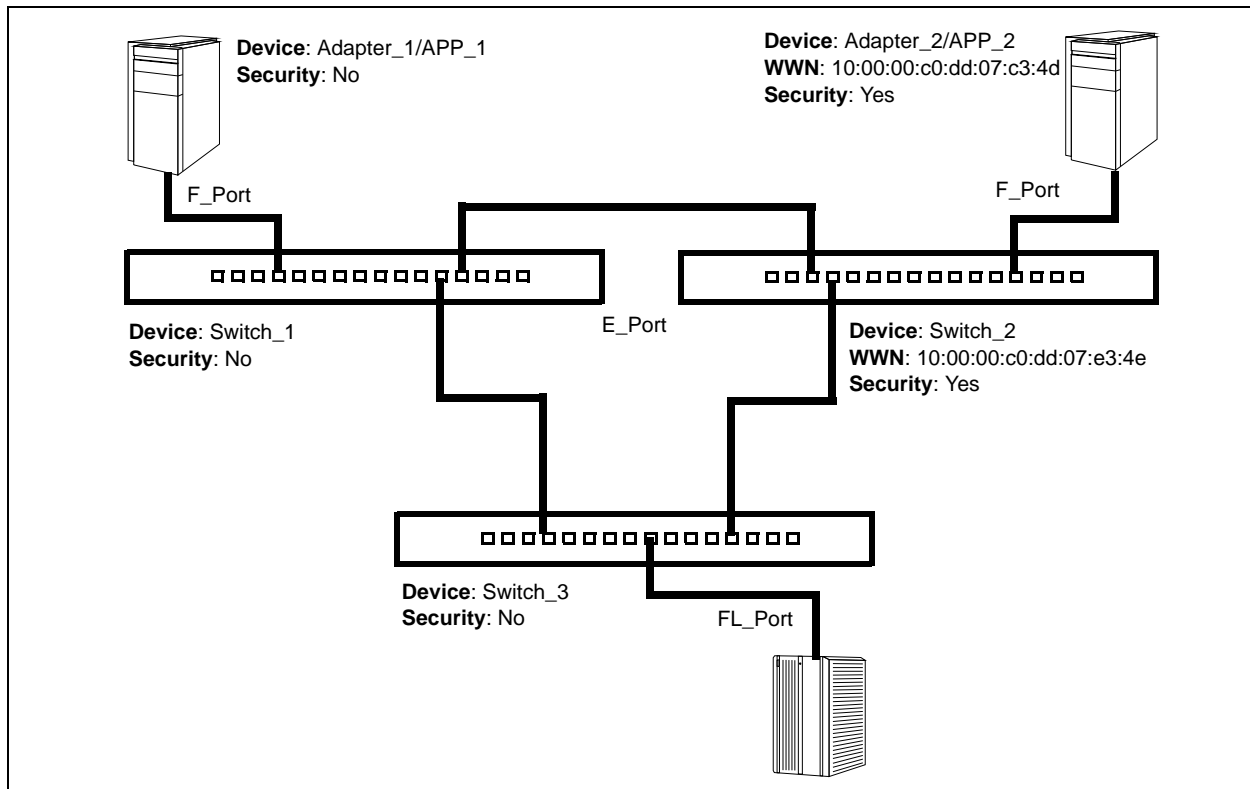 Device: Adapter_1/APP_1
Security: No
Device: Adapter_2/APP_2
WWN: 10:00:00:c0:dd:07:c3:4d
Security: Yes
F_Port
F_Port
Device: Switch_1
Security: No
E_Port
Device: Switch_2
WWN: 10:00:00:c0:dd:07:e3:4e
Security: Yes
Device: Switch_3
Security: No
FL_Port